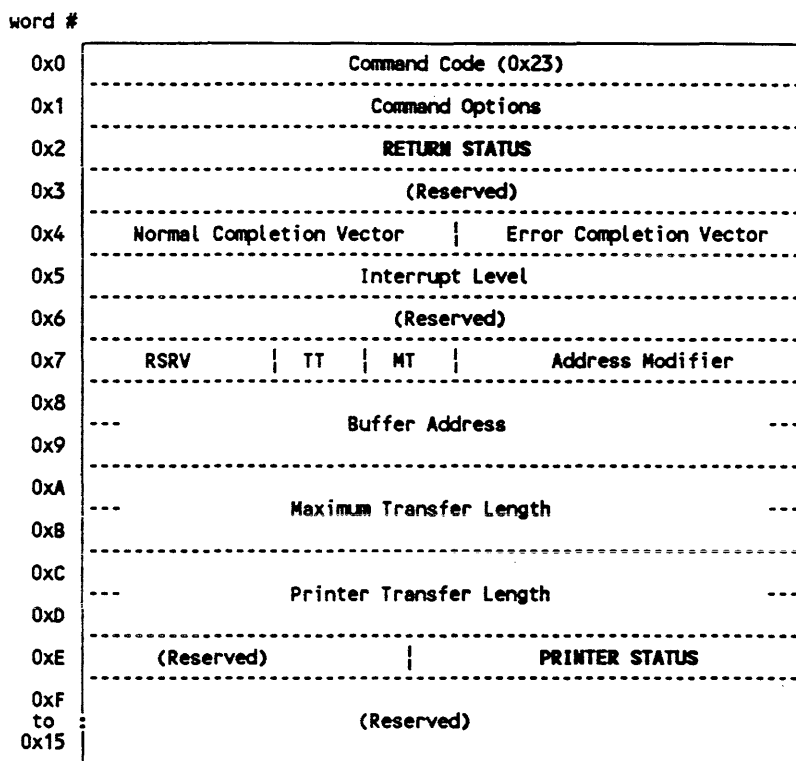 word #
0x0 Command Code (0x23)
0x1 Command Options
0x2 RETURN STATUS
0x3 (Reserved)
0x4 Normal Completion Vector | Error Completion Vector
0x5 Interrupt Level
0x6 (Reserved)
0x7 RSRV | TT | MT | Address Modifier
0x8
--- Buffer Address ---
0x9
0xA
--- Maximum Transfer Length ---
0xB
0xC
--- Printer Transfer Length ---
0xD
0xE (Reserved) | PRINTER STATUS
0xF
to : (Reserved)
0x15